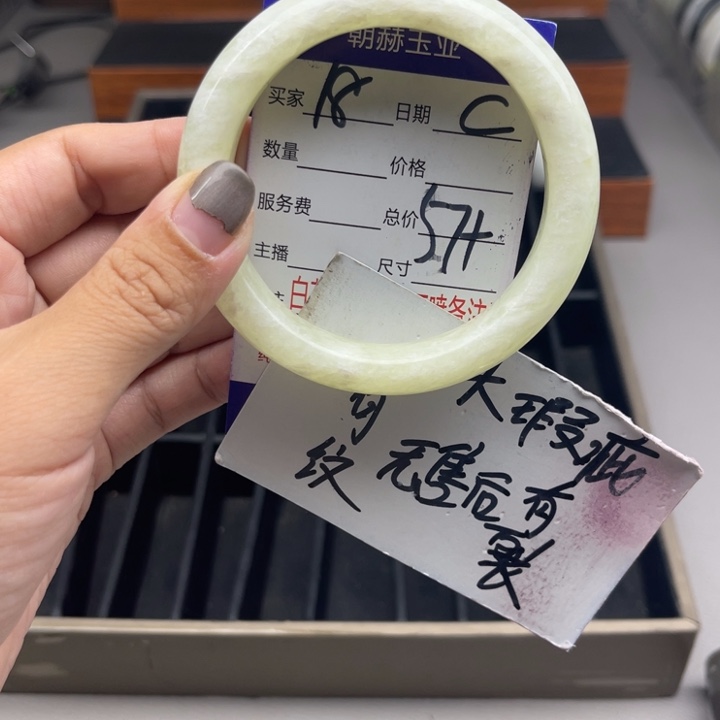 朝赫玉业
买家 18 日期 C
数量 价格
服务费 总价 57H
主播 尺寸
大瑕疵
无售后有
裂
纹